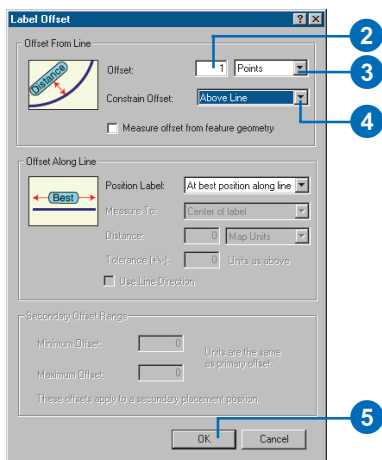 Label Offset
Offset From Line
Distance
Offset: 1 Points
Constrain Offset: Above Line
Measure offset from feature geometry
Offset Along Line
Best
Position Label: At best position along line
Measure To: Center of label
Distance: 0 Map Units
Tolerance (+\-): 0 Units as above
Use Line Direction
Secondary Offset Range
Minimum Offset: 0
Maximum Offset: 0
Units are the same
as primary offset.
These offsets apply to a secondary placement position.
OK Cancel
2
3
4
5